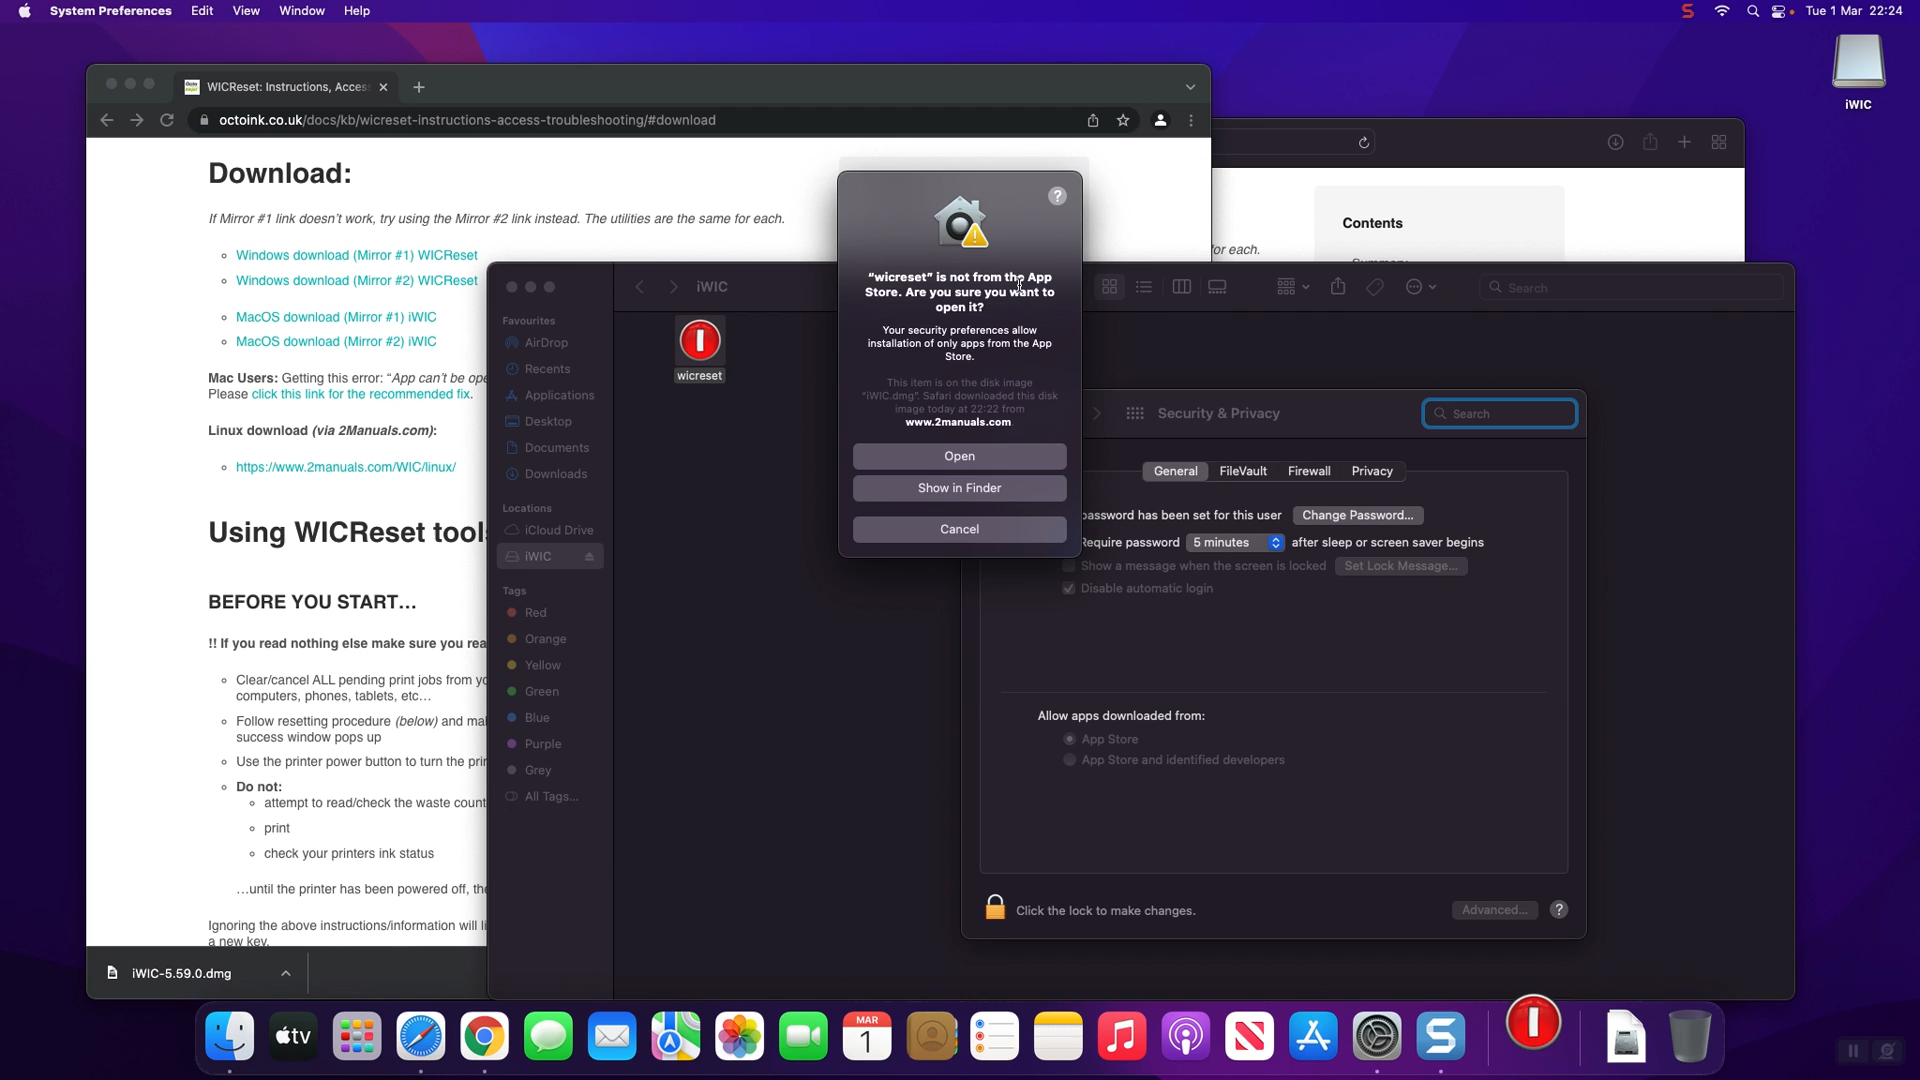 System Preferences Edit View Window Help
Tue 1 Mar 22:24
iWIC
WICReset: Instructions, Acces
octoink.co.uk/docs/kb/wicreset-instructions-access-troubleshooting/#download
Download:
If Mirror #1 link doesn't work, try using the Mirror #2 link instead. The utilities are the same for each.
Windows download (Mirror #1) WICReset
Windows download (Mirror #2) WICReset
MacOS download (Mirror #1) iWIC
MacOS download (Mirror #2) iWIC
Mac Users: Getting this error: “App can't be ope
Please click this link for the recommended fix.
Linux download (via 2Manuals.com):
https://www.2manuals.com/WIC/linux/
Using WICReset tool
BEFORE YOU START…
!! If you read nothing else make sure you rea
Clear/cancel ALL pending print jobs from yo
computers, phones, tablets, etc…
Follow resetting procedure (below) and mal
success window pops up
Use the printer power button to turn the prin
Do not:
attempt to read/check the waste count
print
check your printers ink status
…until the printer has been powered off, the
Ignoring the above instructions/information will li
a new key.
iWIC-5.59.0.dmg
Contents
Summary
for each.
iWIC
Search
Favourites
AirDrop
Recents
Applications
Desktop
Documents
Downloads
Locations
iCloud Drive
iWIC
Tags
Red
Orange
Yellow
Green
Blue
Purple
Grey
All Tags...
wicreset
?
“wicreset” is not from the App
Store. Are you sure you want to
open it?
Your security preferences allow
installation of only apps from the App
Store.
This item is on the disk image
“iWIC.dmg”. Safari downloaded this disk
image today at 22:22 from
www.2manuals.com
Open
Show in Finder
Cancel
Security & Privacy
Search
General FileVault Firewall Privacy
password has been set for this user Change Password...
Require password 5 minutes after sleep or screen saver begins
Show a message when the screen is locked Set Lock Message...
Disable automatic login
Allow apps downloaded from:
App Store
App Store and identified developers
Click the lock to make changes.
Advanced... ?
tv
MAR
1